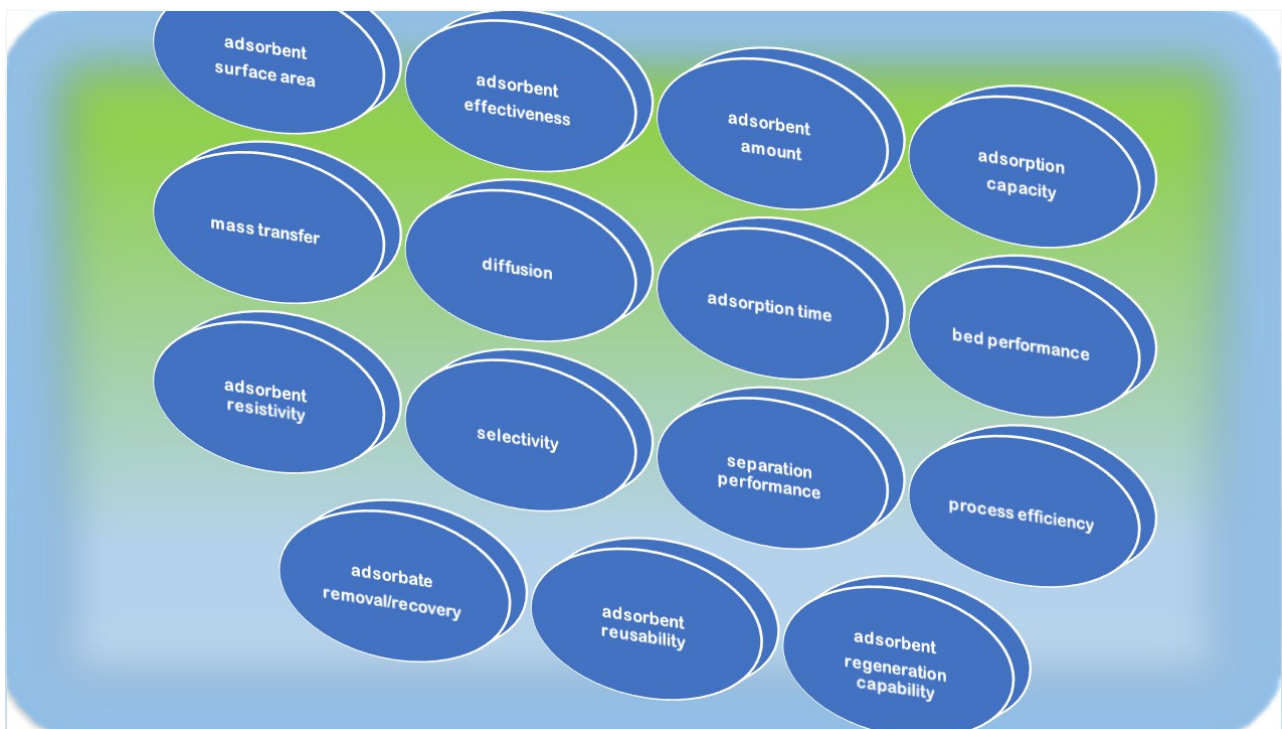 adsorbent
surface area
adsorbent
effectiveness
adsorbent
amount
adsorption
capacity
mass transfer
diffusion
adsorption time
bed performance
adsorbent
resistivity
selectivity
separation
performance
process efficiency
adsorbate
removal/recovery
adsorbent
reusability
adsorbent
regeneration
capability